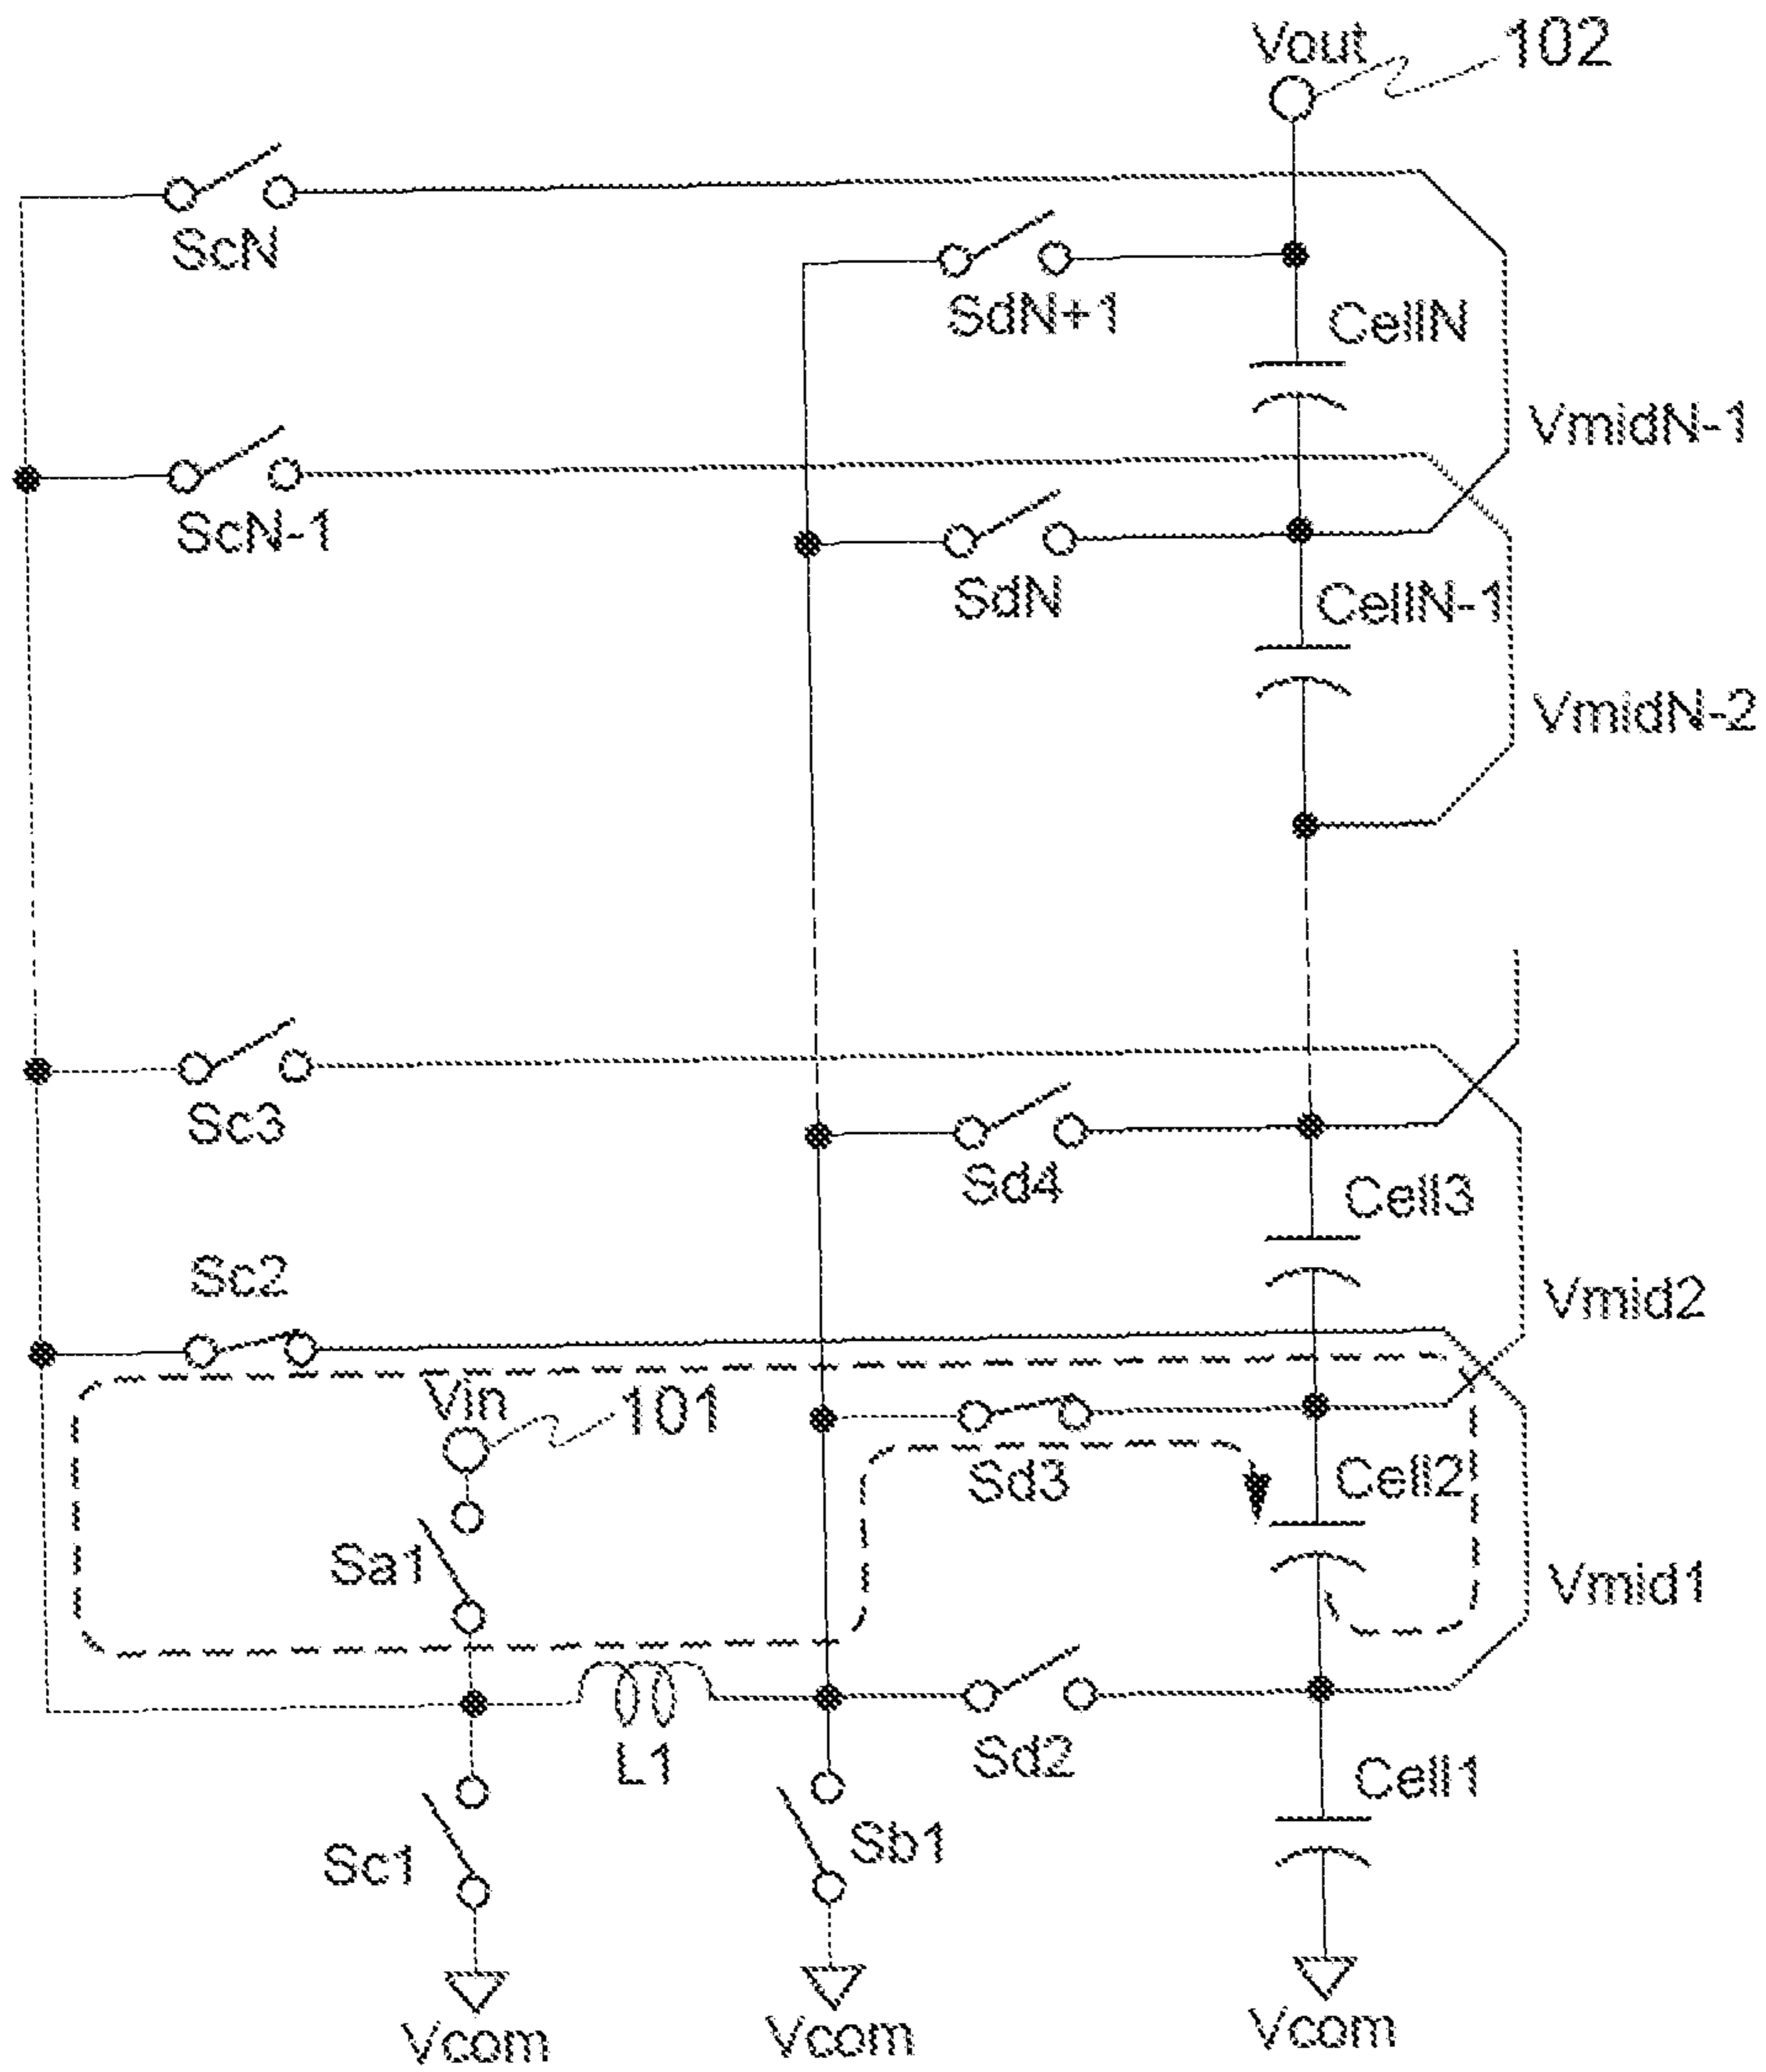 Vout
102
ScN
SdN+1
CellN
VmidN-1
ScN-1
SdN
CellN-1
VmidN-2
Sc3
Sd4
Cell3
Sc2
Vmid2
Vin
101
Sd3
Cell2
Sa1
Vmid1
L1
Sd2
Cell1
Sc1
Sb1
Vcom
Vcom
Vcom